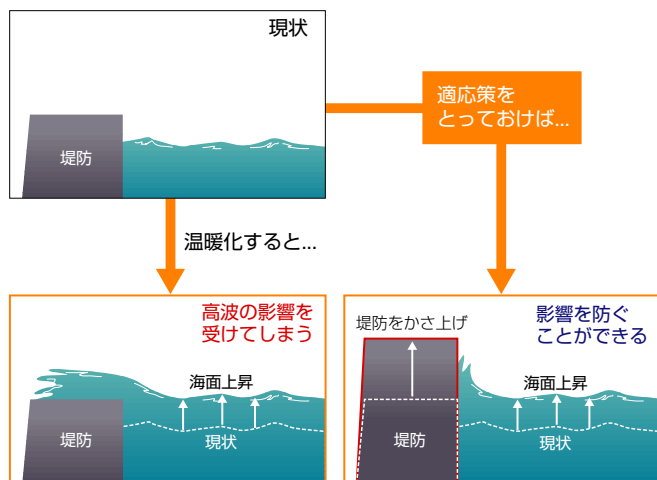 現状
堤防
適応策を
とっておけば...
温暖化すると...
高波の影響を
受けてしまう
海面上昇
現状
堤防
影響を防ぐ
ことができる
堤防をかさ上げ
海面上昇
現状
堤防